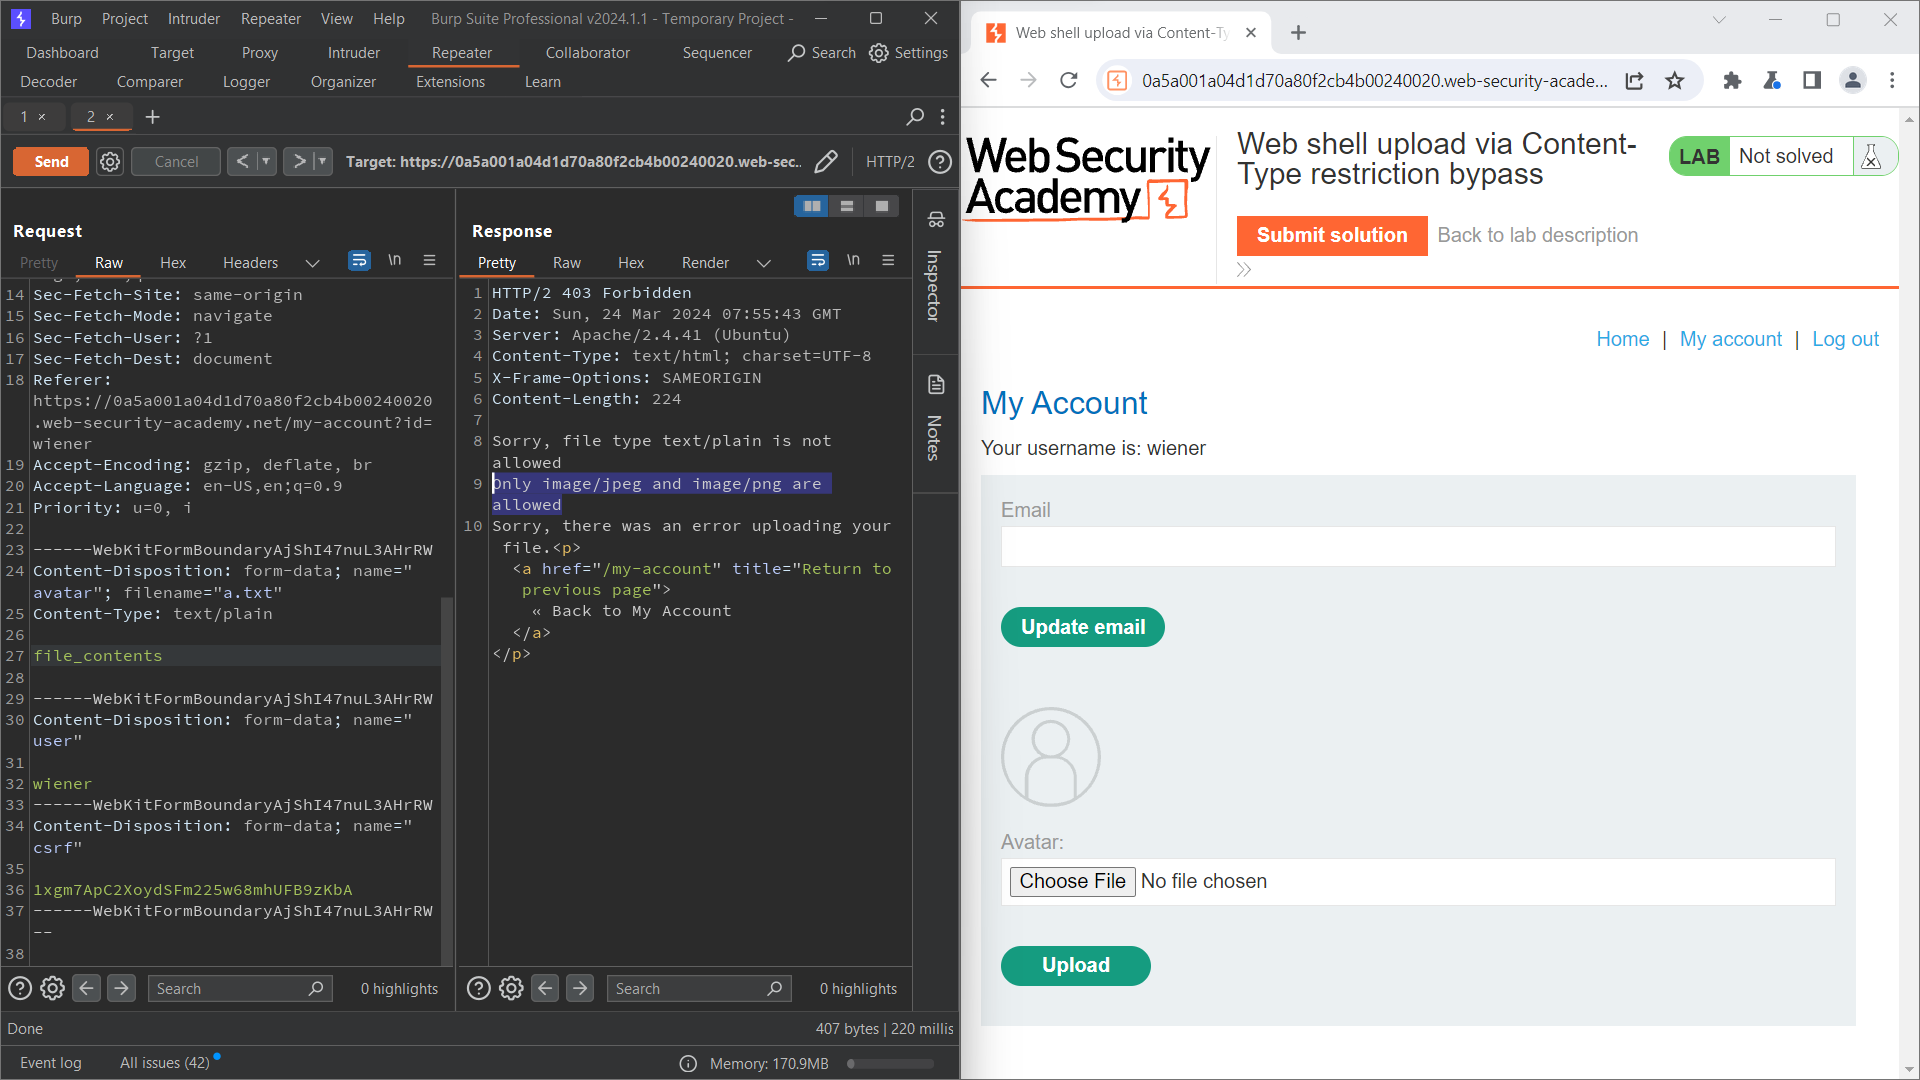 Burp Project Intruder Repeater View Help Burp Suite Professional v2024.1.1 - Temporary Project -
Dashboard Target Proxy Intruder Repeater Collaborator Sequencer Search Settings
Decoder Comparer Logger Organizer Extensions Learn
1 × 2 × +
Send Cancel < > Target: https://0a5a001a04d1d70a80f2cb4b00240020.web-sec... HTTP/2
Request
Pretty Raw Hex Headers \n
14 Sec-Fetch-Site: same-origin
15 Sec-Fetch-Mode: navigate
16 Sec-Fetch-User: ?1
17 Sec-Fetch-Dest: document
18 Referer:
https://0a5a001a04d1d70a80f2cb4b00240020
.web-security-academy.net/my-account?id=
wiener
19 Accept-Encoding: gzip, deflate, br
20 Accept-Language: en-US,en;q=0.9
21 Priority: u=0, i
22
23 ------WebKitFormBoundaryAjShI47nuL3AHrRW
24 Content-Disposition: form-data; name="
avatar"; filename="a.txt"
25 Content-Type: text/plain
26
27 file_contents
28
29 ------WebKitFormBoundaryAjShI47nuL3AHrRW
30 Content-Disposition: form-data; name="
user"
31
32 wiener
33 ------WebKitFormBoundaryAjShI47nuL3AHrRW
34 Content-Disposition: form-data; name="
csrf"
35
36 1xgm7ApC2XoydSFm225w68mhUFB9zKbA
37 ------WebKitFormBoundaryAjShI47nuL3AHrRW
--
38
Search 0 highlights
Response
Pretty Raw Hex Render \n
1 HTTP/2 403 Forbidden
2 Date: Sun, 24 Mar 2024 07:55:43 GMT
3 Server: Apache/2.4.41 (Ubuntu)
4 Content-Type: text/html; charset=UTF-8
5 X-Frame-Options: SAMEORIGIN
6 Content-Length: 224
7
8 Sorry, file type text/plain is not
allowed
9 Only image/jpeg and image/png are
allowed
10 Sorry, there was an error uploading your
file.<p>
<a href="/my-account" title="Return to
previous page">
« Back to My Account
</a>
</p>
Search 0 highlights
Inspector
Notes
Done 407 bytes | 220 millis
Event log All issues (42) Memory: 170.9MB
Web shell upload via Content-Ty
0a5a001a04d1d70a80f2cb4b00240020.web-security-acade...
Web Security
Academy
Web shell upload via Content-
Type restriction bypass
LAB Not solved
Submit solution Back to lab description
Home | My account | Log out
My Account
Your username is: wiener
Email
Update email
Avatar:
Choose File No file chosen
Upload